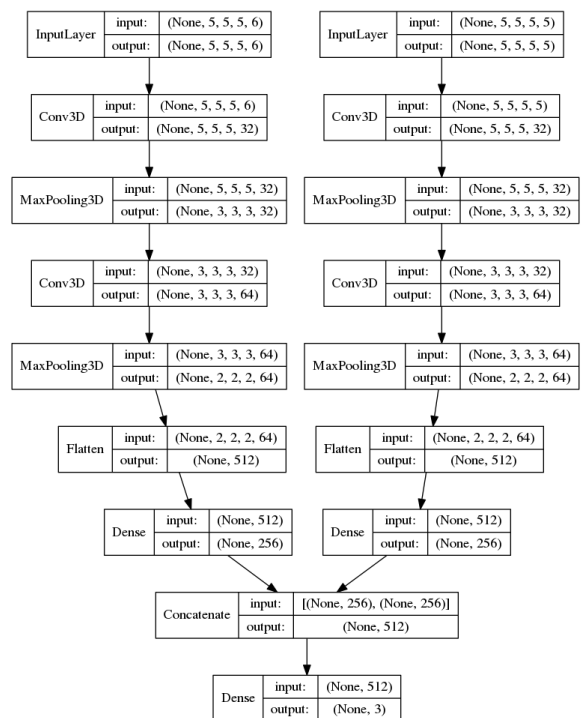 InputLayer
input: (None, 5, 5, 5, 6)
output: (None, 5, 5, 5, 6)
InputLayer
input: (None, 5, 5, 5, 5)
output: (None, 5, 5, 5, 5)
Conv3D
input: (None, 5, 5, 5, 6)
output: (None, 5, 5, 5, 32)
Conv3D
input: (None, 5, 5, 5, 5)
output: (None, 5, 5, 5, 32)
MaxPooling3D
input: (None, 5, 5, 5, 32)
output: (None, 3, 3, 3, 32)
MaxPooling3D
input: (None, 5, 5, 5, 32)
output: (None, 3, 3, 3, 32)
Conv3D
input: (None, 3, 3, 3, 32)
output: (None, 3, 3, 3, 64)
Conv3D
input: (None, 3, 3, 3, 32)
output: (None, 3, 3, 3, 64)
MaxPooling3D
input: (None, 3, 3, 3, 64)
output: (None, 2, 2, 2, 64)
MaxPooling3D
input: (None, 3, 3, 3, 64)
output: (None, 2, 2, 2, 64)
Flatten
input: (None, 2, 2, 2, 64)
output: (None, 512)
Flatten
input: (None, 2, 2, 2, 64)
output: (None, 512)
Dense
input: (None, 512)
output: (None, 256)
Dense
input: (None, 512)
output: (None, 256)
Concatenate
input: [(None, 256), (None, 256)]
output: (None, 512)
Dense
input: (None, 512)
output: (None, 3)